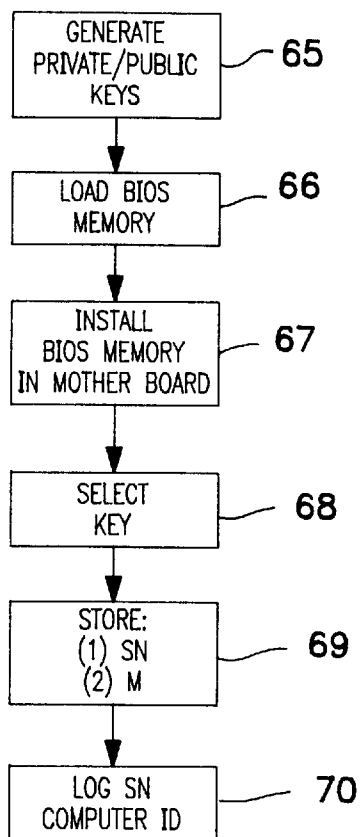 GENERATE
PRIVATE/PUBLIC
KEYS
65
LOAD BIOS
MEMORY
66
INSTALL
BIOS MEMORY
IN MOTHER BOARD
67
SELECT
KEY
68
STORE:
(1) SN
(2) M
69
LOG SN
COMPUTER ID
70